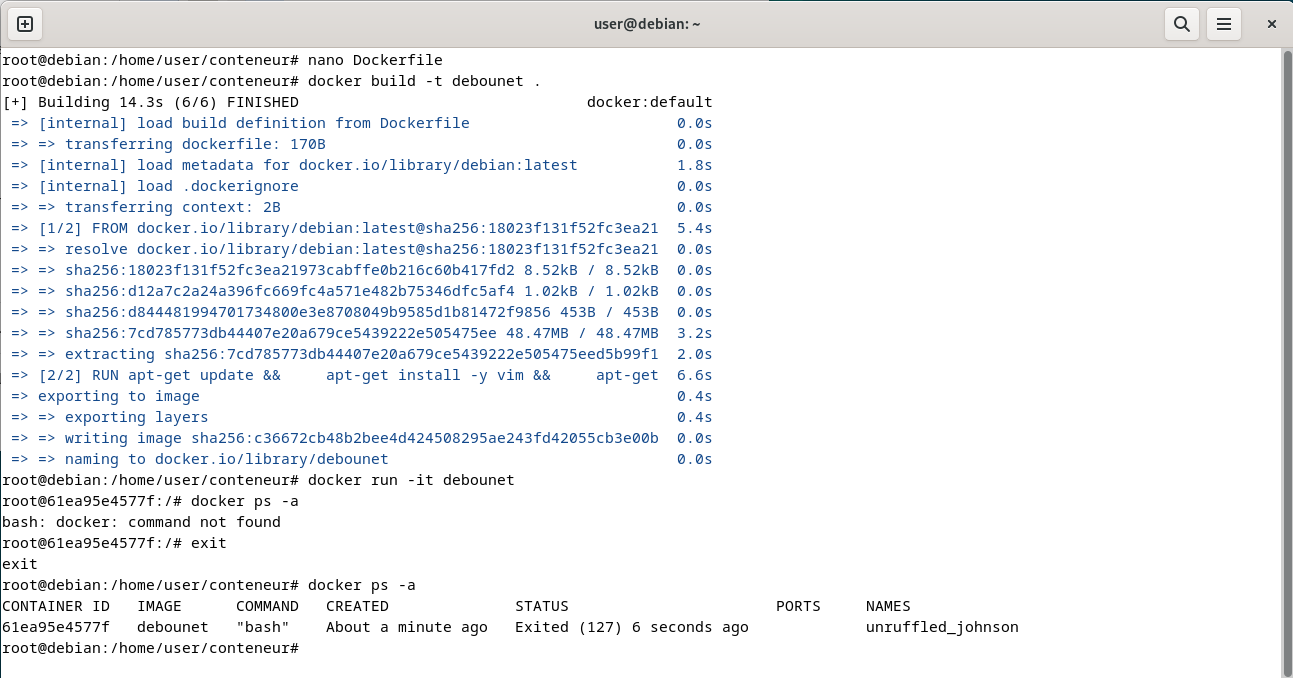 user@debian: ~
root@debian:/home/user/conteneur# nano Dockerfile
root@debian:/home/user/conteneur# docker build -t debounet .
[+] Building 14.3s (6/6) FINISHED                                docker:default
 => [internal] load build definition from Dockerfile                       0.0s
 => => transferring dockerfile: 170B                                       0.0s
 => [internal] load metadata for docker.io/library/debian:latest           1.8s
 => [internal] load .dockerignore                                          0.0s
 => => transferring context: 2B                                            0.0s
 => [1/2] FROM docker.io/library/debian:latest@sha256:18023f131f52fc3ea21  5.4s
 => => resolve docker.io/library/debian:latest@sha256:18023f131f52fc3ea21  0.0s
 => => sha256:18023f131f52fc3ea21973cabffe0b216c60b417fd2 8.52kB / 8.52kB  0.0s
 => => sha256:d12a7c2a24a396fc669fc4a571e482b75346dfc5af4 1.02kB / 1.02kB  0.0s
 => => sha256:d844481994701734800e3e8708049b9585d1b81472f9856 453B / 453B  0.0s
 => => sha256:7cd785773db44407e20a679ce5439222e505475ee 48.47MB / 48.47MB  3.2s
 => => extracting sha256:7cd785773db44407e20a679ce5439222e505475eed5b99f1  2.0s
 => [2/2] RUN apt-get update &&     apt-get install -y vim &&     apt-get  6.6s
 => exporting to image                                                     0.4s
 => => exporting layers                                                    0.4s
 => => writing image sha256:c36672cb48b2bee4d424508295ae243fd42055cb3e00b  0.0s
 => => naming to docker.io/library/debounet                                0.0s
root@debian:/home/user/conteneur# docker run -it debounet
root@61ea95e4577f:/# docker ps -a
bash: docker: command not found
root@61ea95e4577f:/# exit
exit
root@debian:/home/user/conteneur# docker ps -a
CONTAINER ID   IMAGE      COMMAND   CREATED              STATUS                       PORTS     NAMES
61ea95e4577f   debounet   "bash"    About a minute ago   Exited (127) 6 seconds ago             unruffled_johnson
root@debian:/home/user/conteneur#